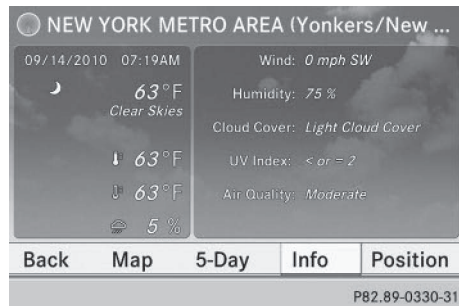 NEW YORK METRO AREA (Yonkers/New ...
09/14/2010 07:19AM
63°F
Clear Skies
63°F
63°F
5 %
Wind: 0 mph SW
Humidity: 75 %
Cloud Cover: Light Cloud Cover
UV Index: < or = 2
Air Quality: Moderate
Back Map 5-Day Info Position
P82.89-0330-31